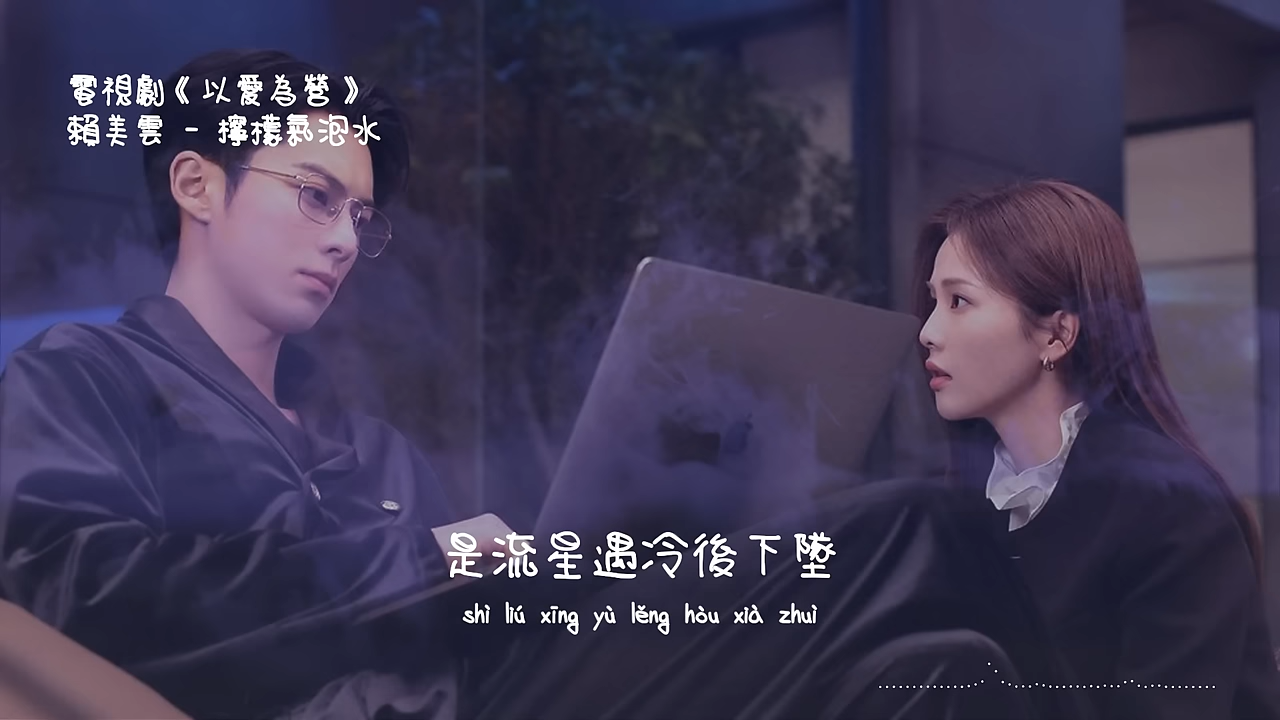 電視劇《以愛為營》
賴美雲 - 檸檬氣泡水
是流星遇冷後下墜
shì liú xīng yù lěng hòu xià zhuì